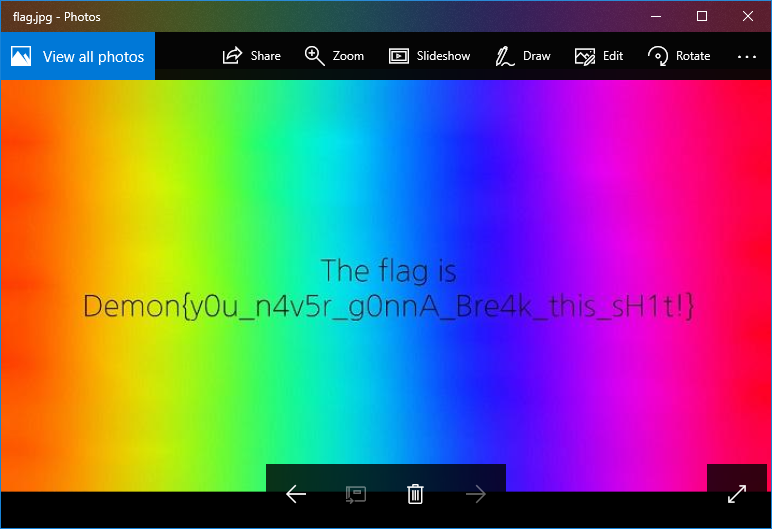 flag.jpg - Photos
View all photos
Share
Zoom
Slideshow
Draw
Edit
Rotate
The flag is
Demon{y0u_n4v5r_g0nnA_Bre4k_this_sH1t!}